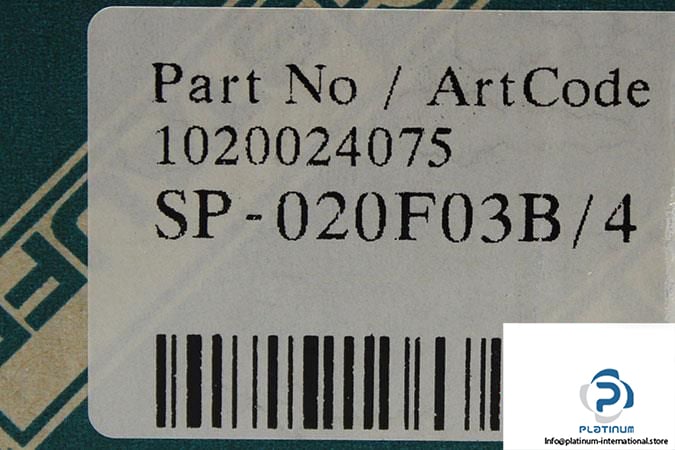 Part No / ArtCode
1020024075
SP-020F03B/4
PLATINUM
Info@platinum-international.store